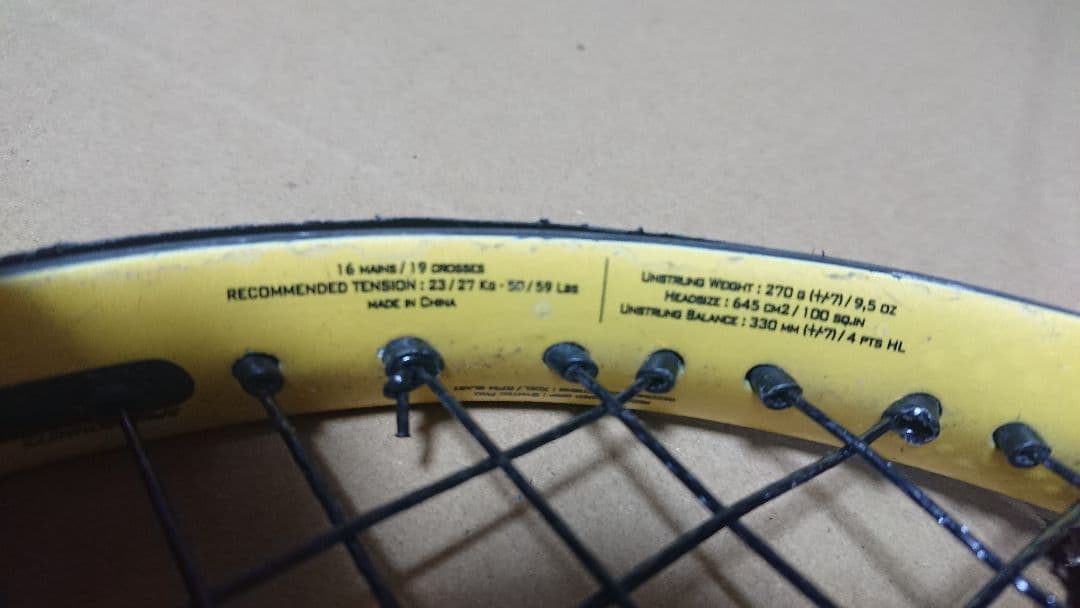 16 MAINS / 19 CROSSES
RECOMMENDED TENSION : 23 / 27 KG - 50 / 59 LBS
MADE IN CHINA
UNSTRUNG WEIGHT : 270 G (+/-7) / 9,5 OZ
HEADSIZE : 645 CM2 / 100 SQ.IN
UNSTRUNG BALANCE : 330 MM (+/-7) / 4 PTS HL